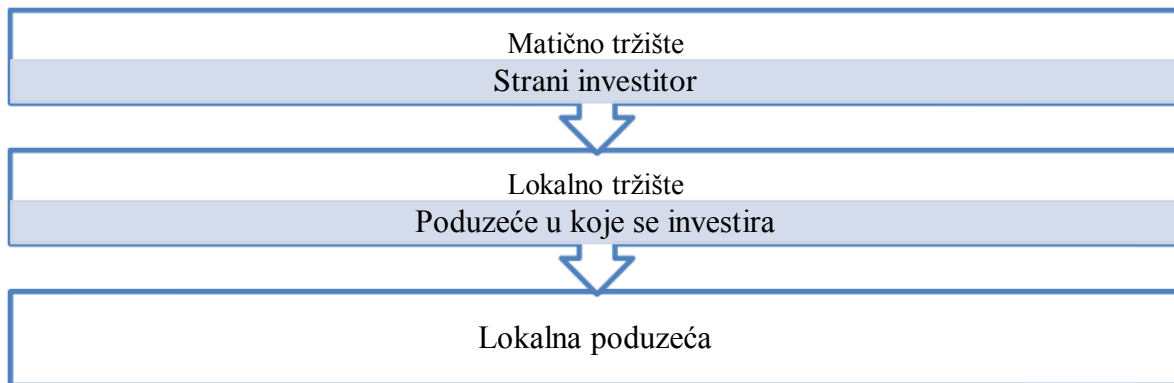 Matično tržište
Strani investitor
Lokalno tržište
Poduzeće u koje se investira
Lokalna poduzeća